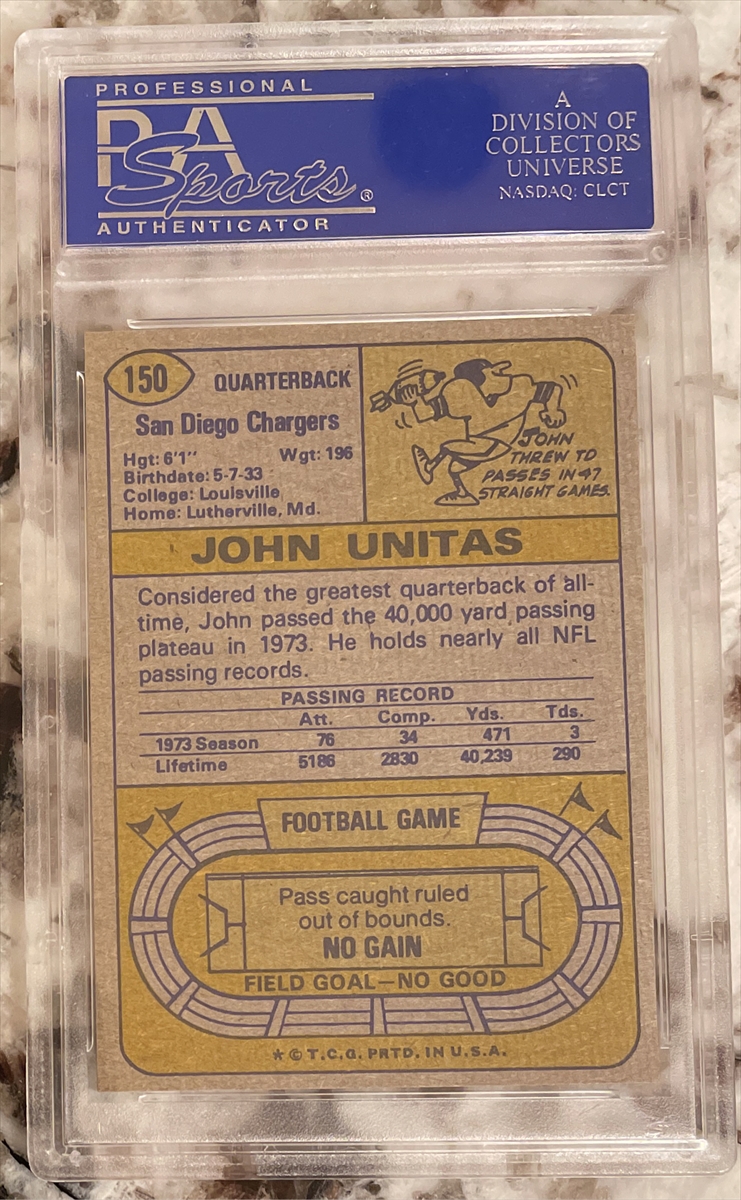 PROFESSIONAL
PSA
Sports®
AUTHENTICATOR
A
DIVISION OF
COLLECTORS
UNIVERSE
NASDAQ: CLCT
150 QUARTERBACK
San Diego Chargers
Hgt: 6'1" Wgt: 196
Birthdate: 5-7-33
College: Louisville
Home: Lutherville, Md.
JOHN
THREW TO
PASSES IN 47
STRAIGHT GAMES.
JOHN UNITAS
Considered the greatest quarterback of all-
time, John passed the 40,000 yard passing
plateau in 1973. He holds nearly all NFL
passing records.
PASSING RECORD
Att. Comp. Yds. Tds.
1973 Season 76 34 471 3
Lifetime 5186 2830 40,239 290
FOOTBALL GAME
Pass caught ruled
out of bounds.
NO GAIN
FIELD GOAL—NO GOOD
★ © T.C.G. PRTD. IN U.S.A.